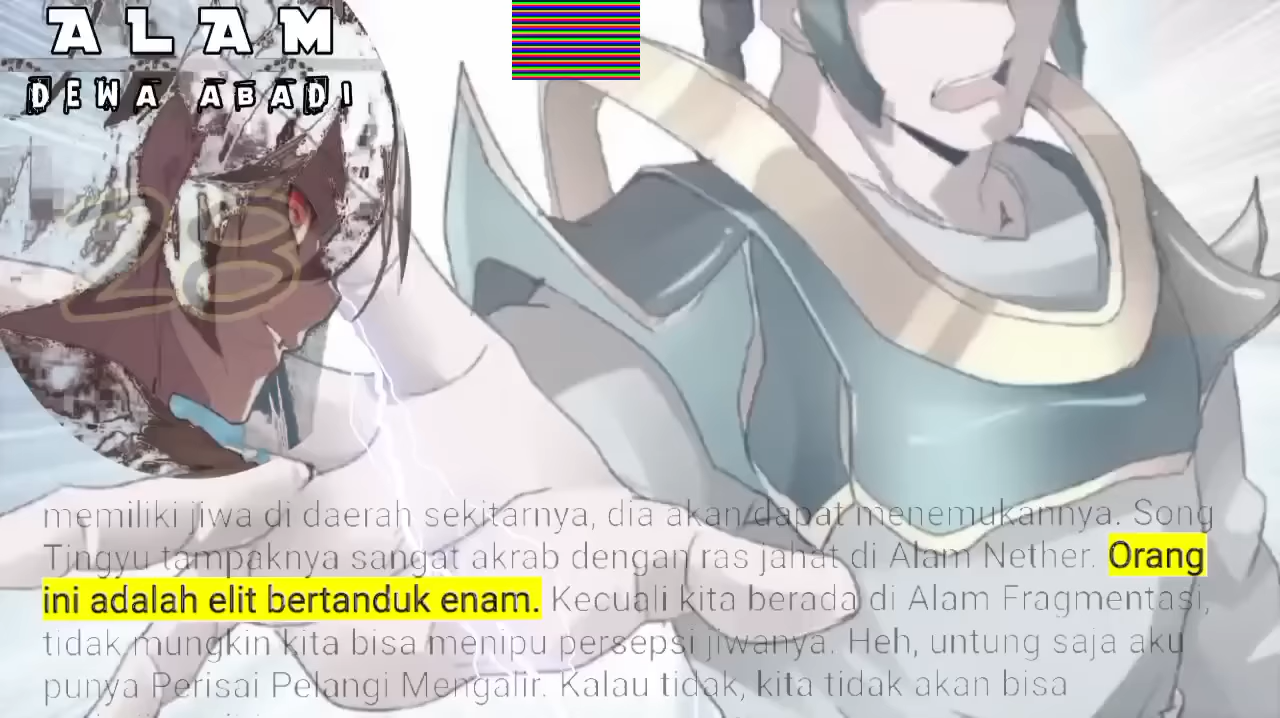 ALAM
DEWA ABADI
28
memiliki jiwa di daerah sekitarnya, dia akan dapat menemukannya. Song
Tingyu tampaknya sangat akrab dengan ras jahat di Alam Nether. Orang
ini adalah elit bertanduk enam. Kecuali kita berada di Alam Fragmentasi,
tidak mungkin kita bisa menipu persepsi jiwanya. Heh, untung saja aku
punya Perisai Pelangi Mengalir. Kalau tidak, kita tidak akan bisa